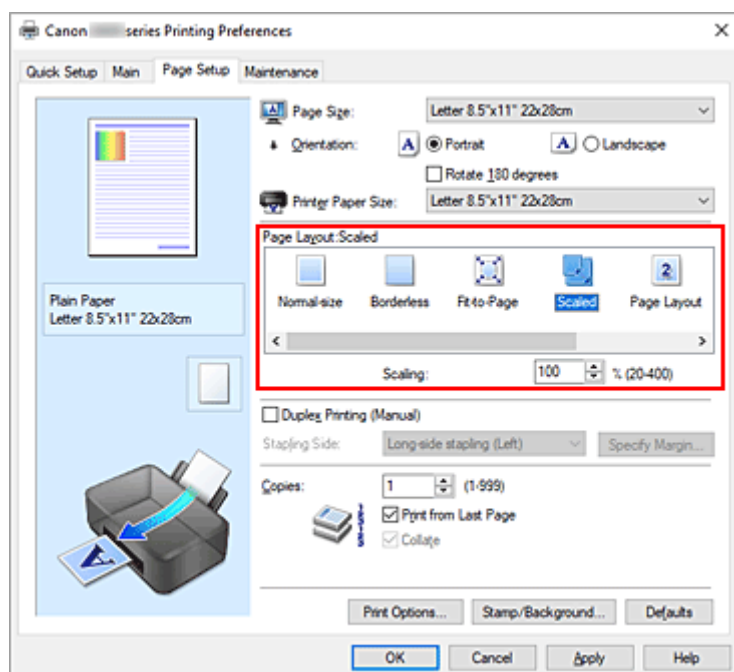 Canon series Printing Preferences
Quick Setup Main Page Setup Maintenance
Page Size: Letter 8.5"x11" 22x28cm
Orientation: A Portrait A Landscape
Rotate 180 degrees
Printer Paper Size: Letter 8.5"x11" 22x28cm
Page Layout:Scaled
Normal-size Borderless Fit-to-Page Scaled 2 Page Layout
Scaling: 100 % (20-400)
Plain Paper
Letter 8.5"x11" 22x28cm
Duplex Printing (Manual)
Stapling Side: Long-side stapling (Left) Specify Margin...
Copies: 1 (1-999)
Print from Last Page
Collate
A
Print Options... Stamp/Background... Defaults
OK Cancel Apply Help